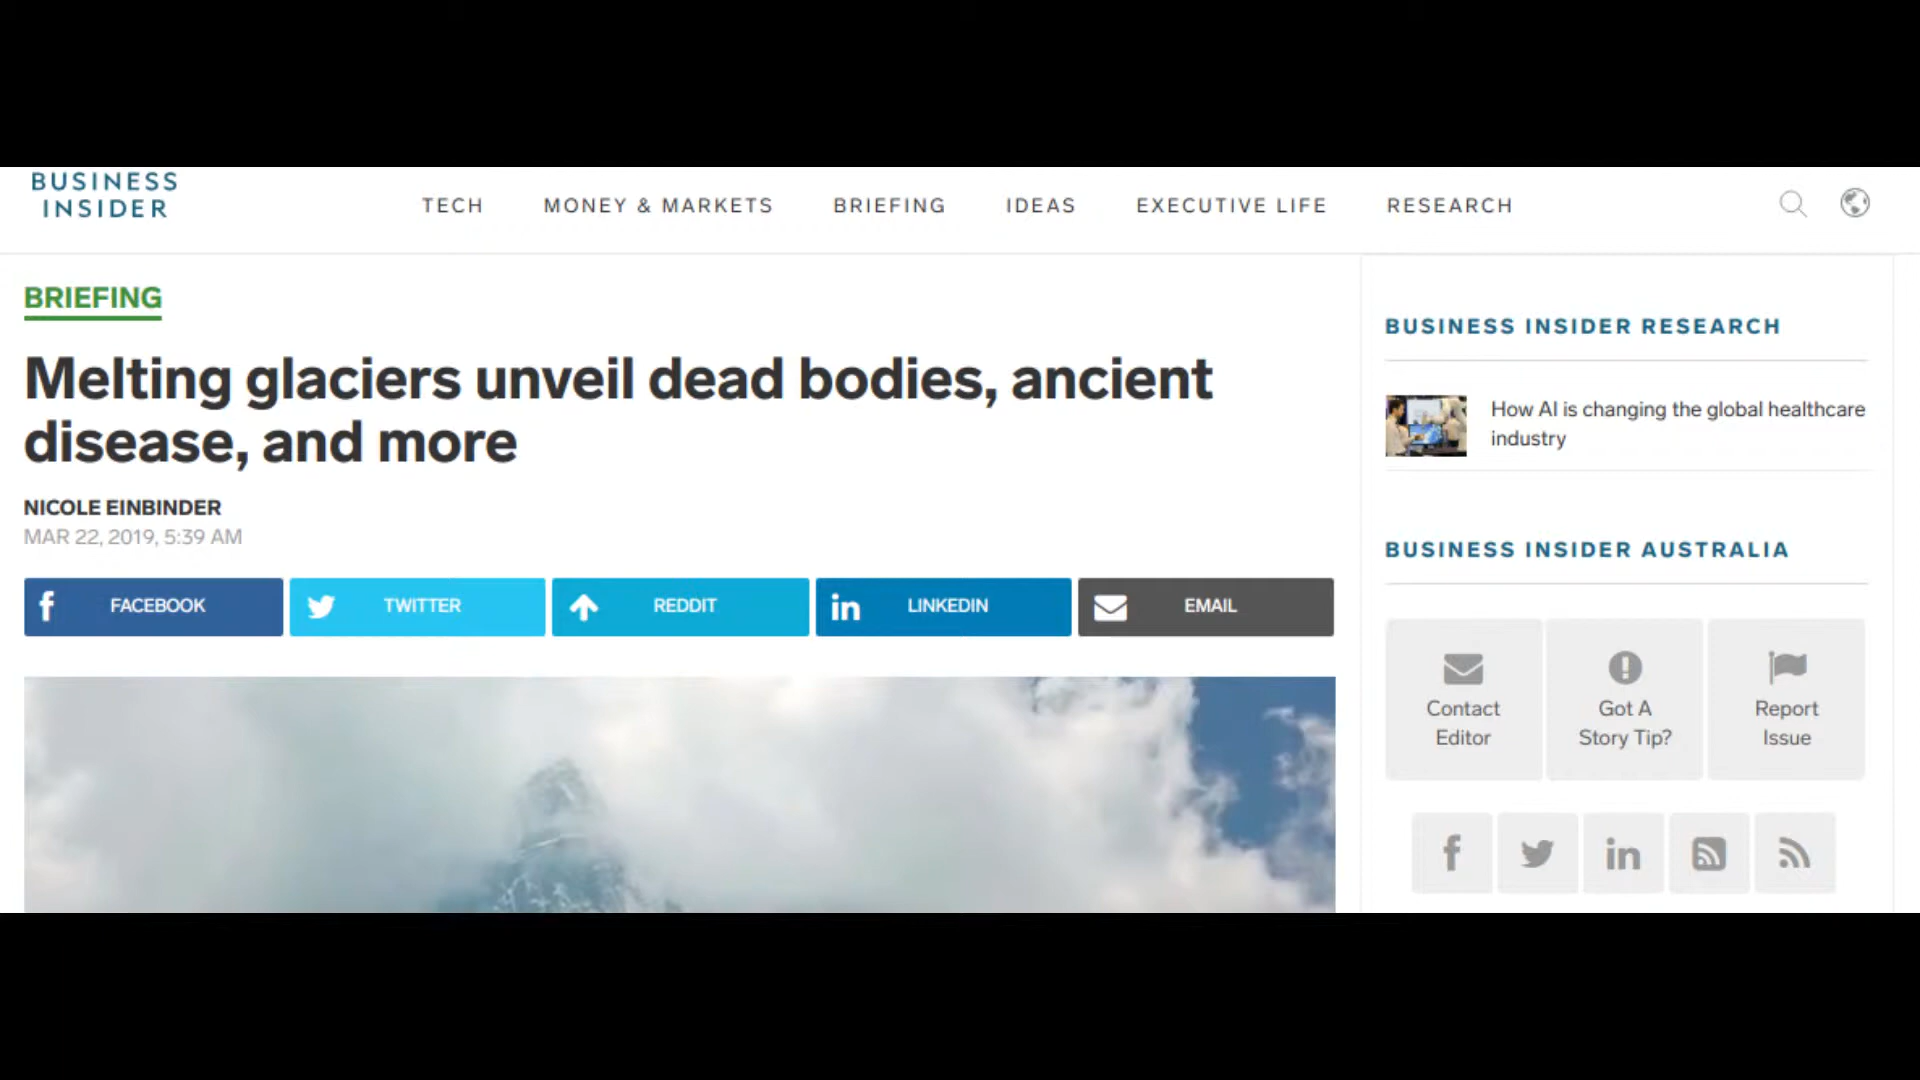 BUSINESS
INSIDER
TECH
MONEY & MARKETS
BRIEFING
IDEAS
EXECUTIVE LIFE
RESEARCH
BRIEFING
Melting glaciers unveil dead bodies, ancient
disease, and more
NICOLE EINBINDER
MAR 22, 2019, 5:39 AM
FACEBOOK
TWITTER
REDDIT
LINKEDIN
EMAIL
BUSINESS INSIDER RESEARCH
How AI is changing the global healthcare
industry
BUSINESS INSIDER AUSTRALIA
Contact
Editor
Got A
Story Tip?
Report
Issue